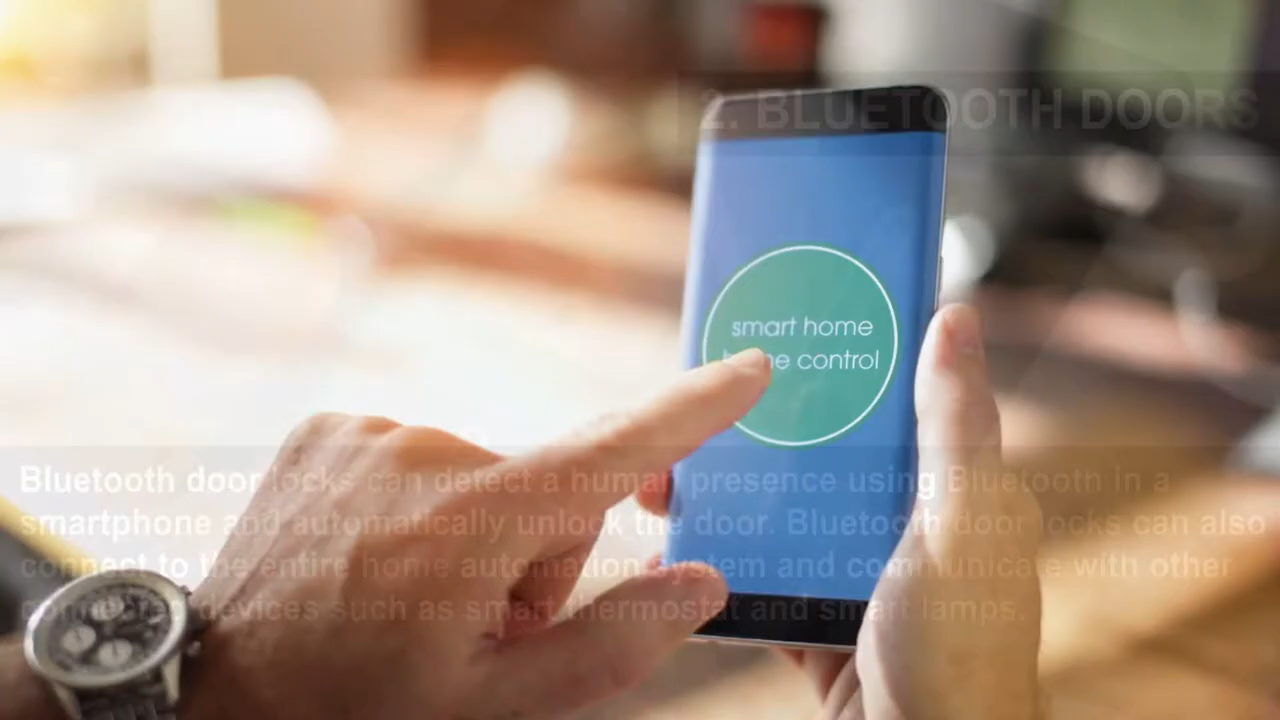 2. BLUETOOTH DOORS
smart home
home control
Bluetooth door locks can detect a human presence using Bluetooth in a
smartphone and automatically unlock the door. Bluetooth door locks can also
connect to the entire home automation system and communicate with other
connected devices such as smart thermostat and smart lamps.